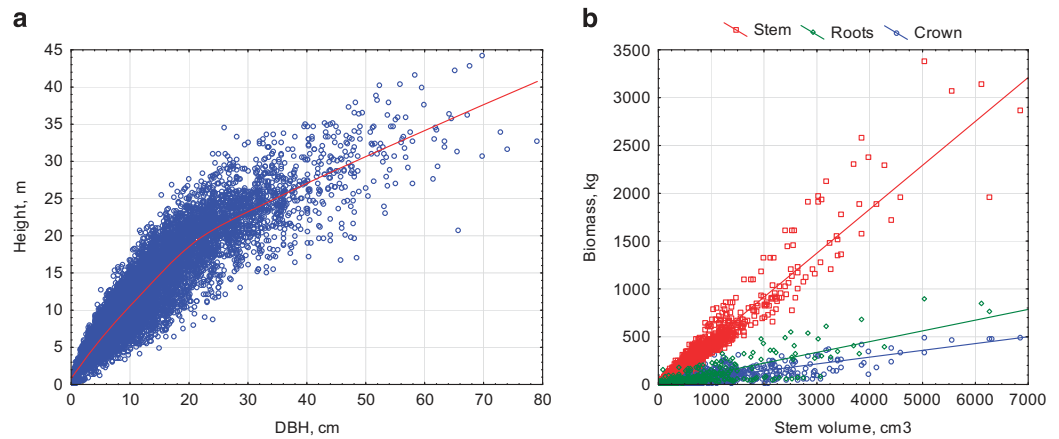 a
45
40
35
30
25
20
15
10
5
0
Height, m
0 10 20 30 40 50 60 70 80
DBH, cm
b
Stem Roots Crown
3500
3000
2500
2000
1500
1000
500
0
Biomass, kg
0 1000 2000 3000 4000 5000 6000 7000
Stem volume, cm3